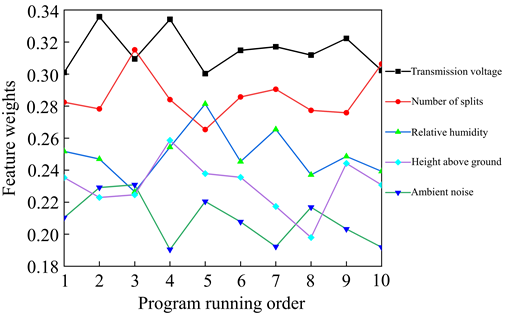 Feature weights
0.34
0.32
0.30
0.28
0.26
0.24
0.22
0.20
0.18
1 2 3 4 5 6 7 8 9 10
Program running order
Transmission voltage
Number of splits
Relative humidity
Height above ground
Ambient noise